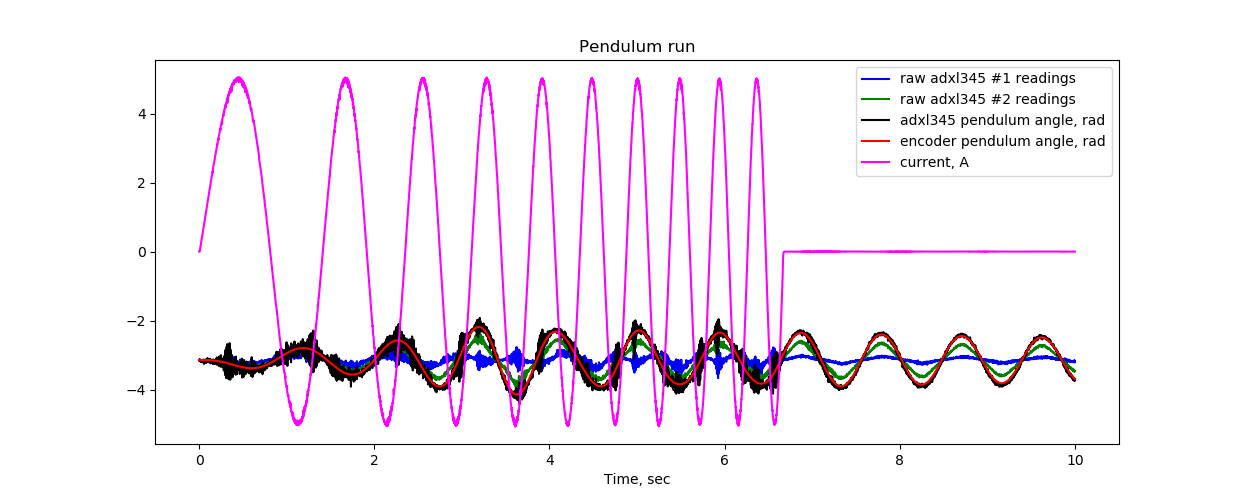 Pendulum run
raw adxl345 #1 readings
raw adxl345 #2 readings
adxl345 pendulum angle, rad
encoder pendulum angle, rad
current, A
4
2
0
−2
−4
0 2 4 6 8 10
Time, sec